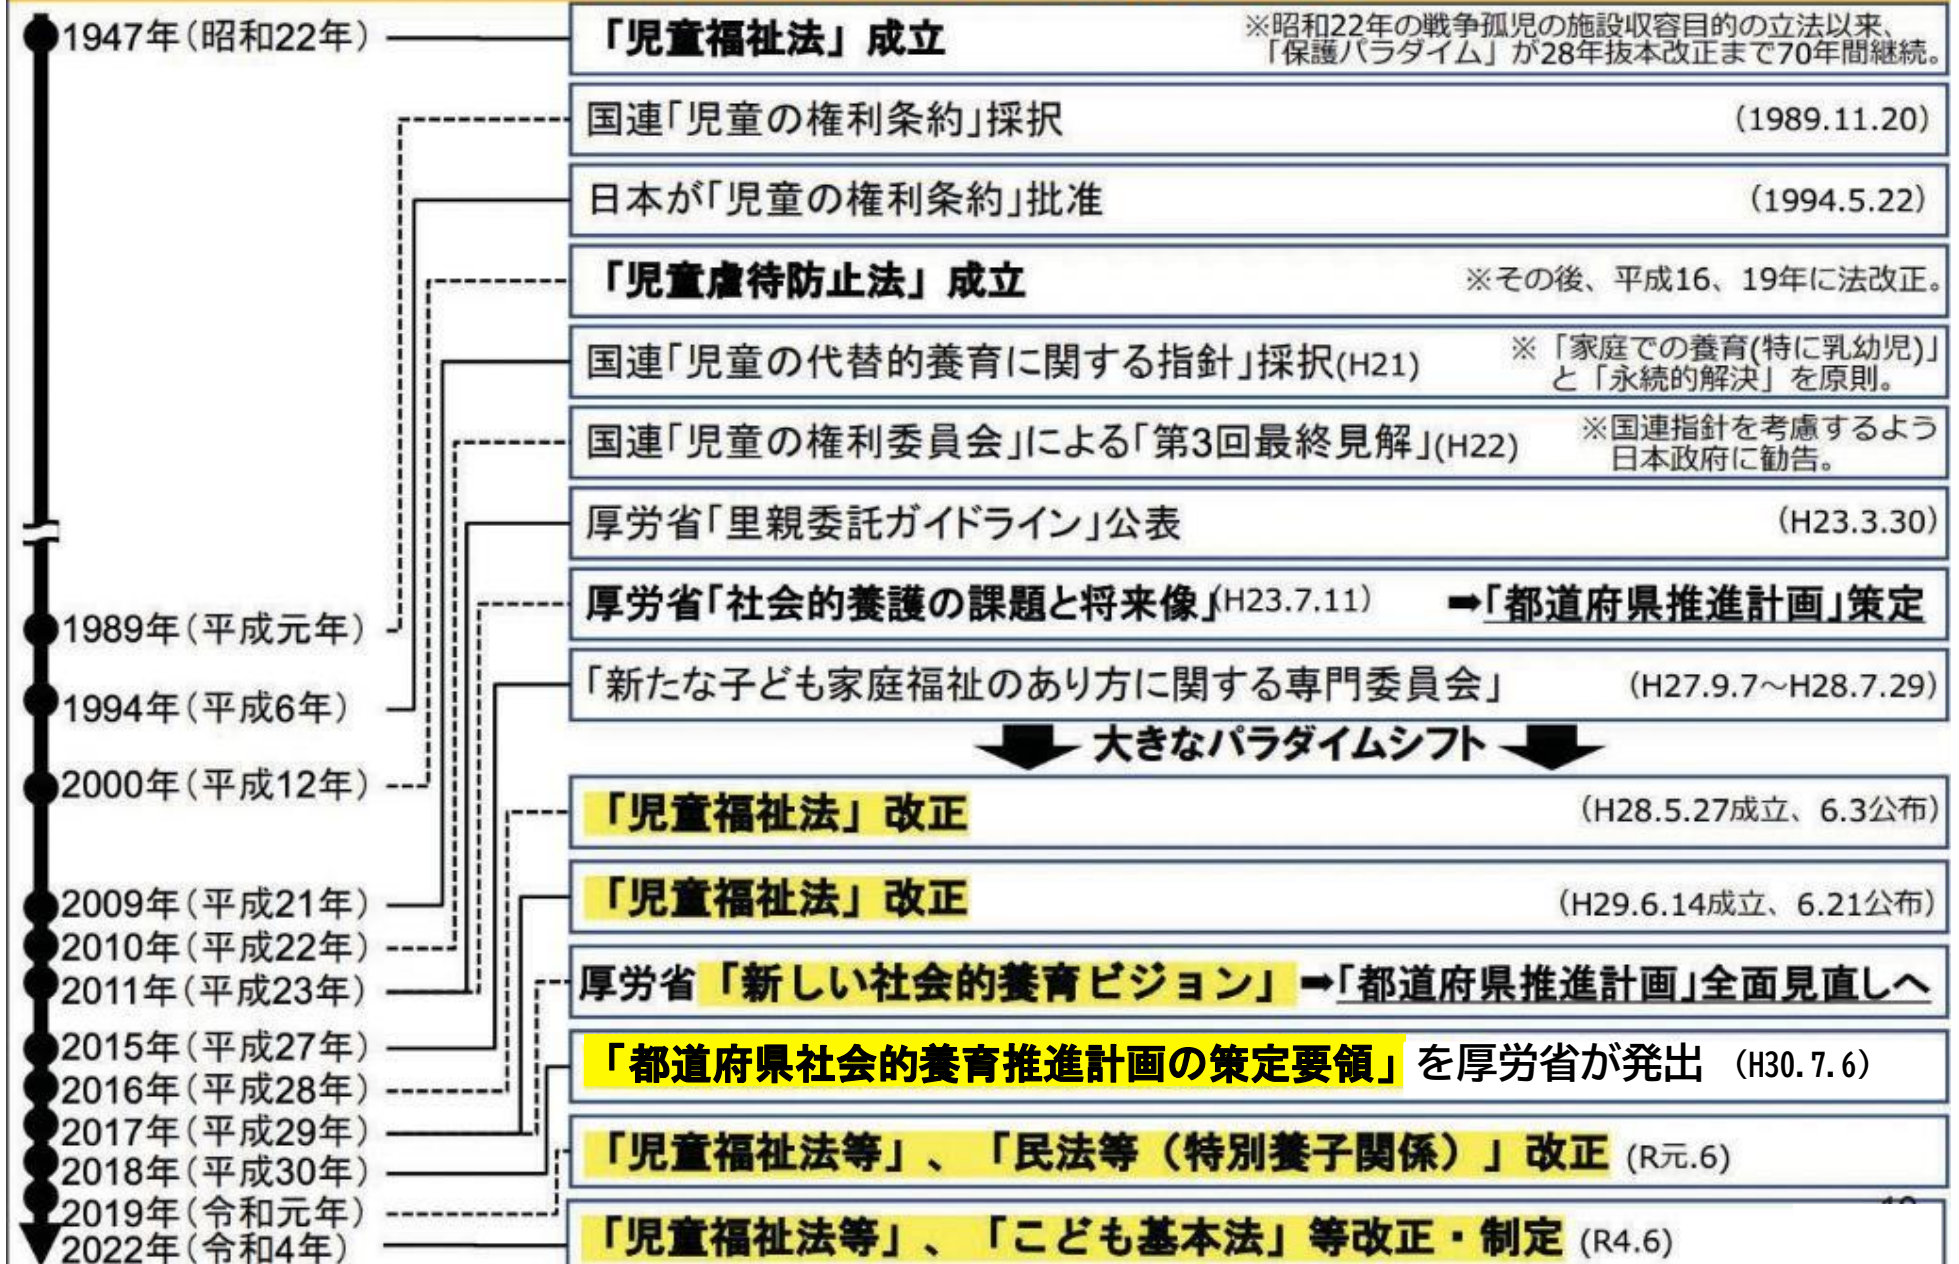 1947年（昭和22年）
「児童福祉法」成立
※昭和22年の戦争孤児の施設収容目的の立法以来、
「保護パラダイム」が28年抜本改正まで70年間継続。
国連「児童の権利条約」採択 （1989.11.20）
日本が「児童の権利条約」批准 （1994.5.22）
「児童虐待防止法」成立 ※その後、平成16、19年に法改正。
国連「児童の代替的養育に関する指針」採択(H21)
※「家庭での養育(特に乳幼児)」
と「永続的解決」を原則。
国連「児童の権利委員会」による「第3回最終見解」(H22)
※国連指針を考慮するよう
日本政府に勧告。
厚労省「里親委託ガイドライン」公表 （H23.3.30）
厚労省「社会的養護の課題と将来像」（H23.7.11） ➡「都道府県推進計画」策定
「新たな子ども家庭福祉のあり方に関する専門委員会」 （H27.9.7～H28.7.29）
大きなパラダイムシフト
「児童福祉法」改正 （H28.5.27成立、6.3公布）
「児童福祉法」改正 （H29.6.14成立、6.21公布）
厚労省「新しい社会的養育ビジョン」➡「都道府県推進計画」全面見直しへ
「都道府県社会的養育推進計画の策定要領」を厚労省が発出 （H30.7.6）
「児童福祉法等」、「民法等（特別養子関係）」改正 (R元.6)
「児童福祉法等」、「こども基本法」等改正・制定 (R4.6)
1989年（平成元年）
1994年（平成6年）
2000年（平成12年）
2009年（平成21年）
2010年（平成22年）
2011年（平成23年）
2015年（平成27年）
2016年（平成28年）
2017年（平成29年）
2018年（平成30年）
2019年（令和元年）
2022年（令和4年）